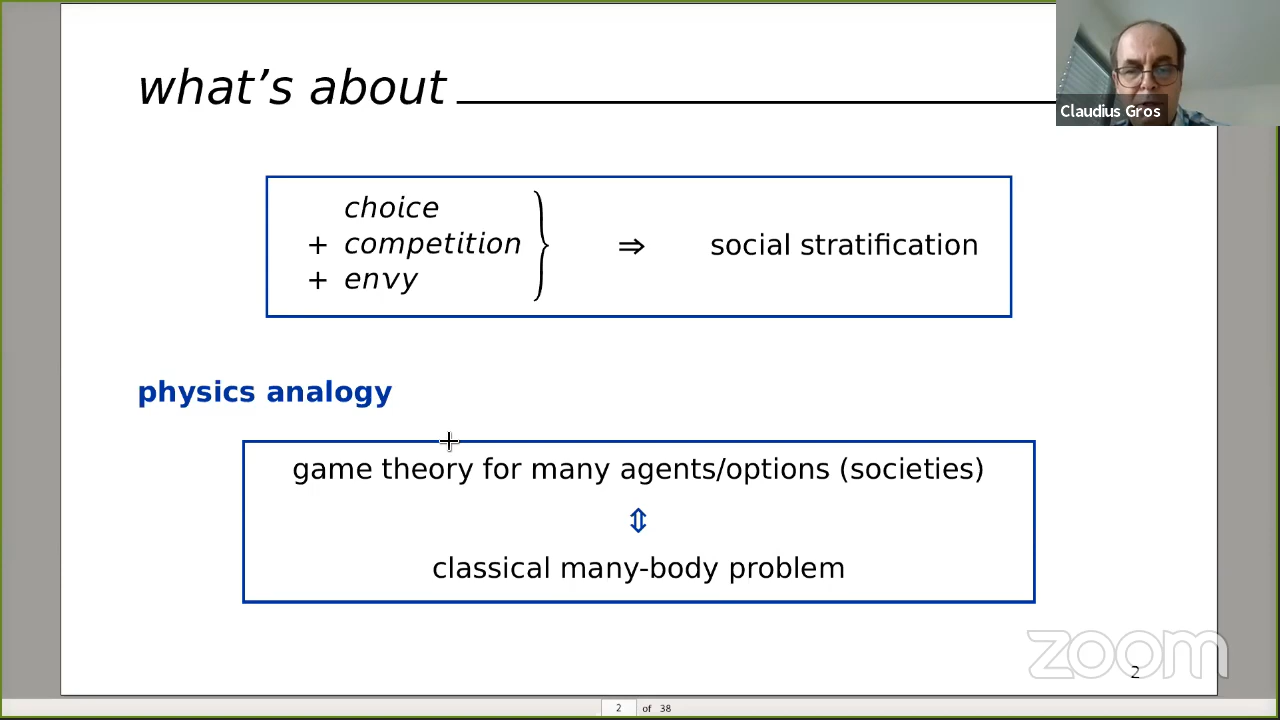 what’s about
Claudius Gros
choice
+ competition
+ envy
⇒ social stratification
physics analogy
game theory for many agents/options (societies)
⇕
classical many-body problem
zoom
2
2 of 38